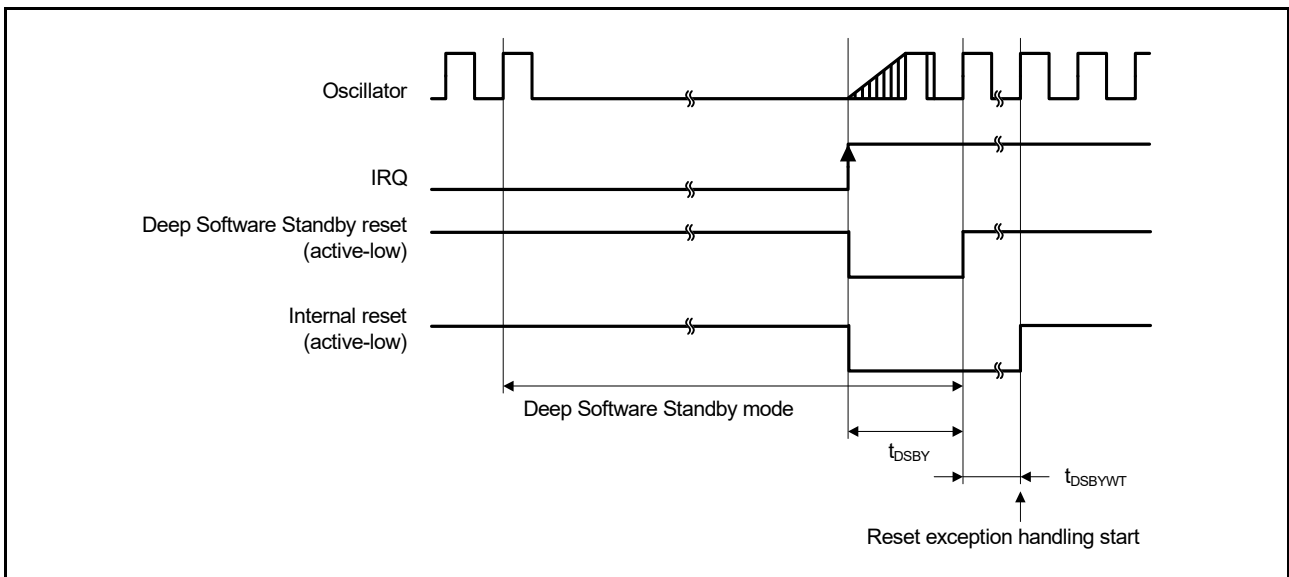 Oscillator
IRQ
Deep Software Standby reset
(active-low)
Internal reset
(active-low)
Deep Software Standby mode
tDSBY
tDSBYWT
Reset exception handling start